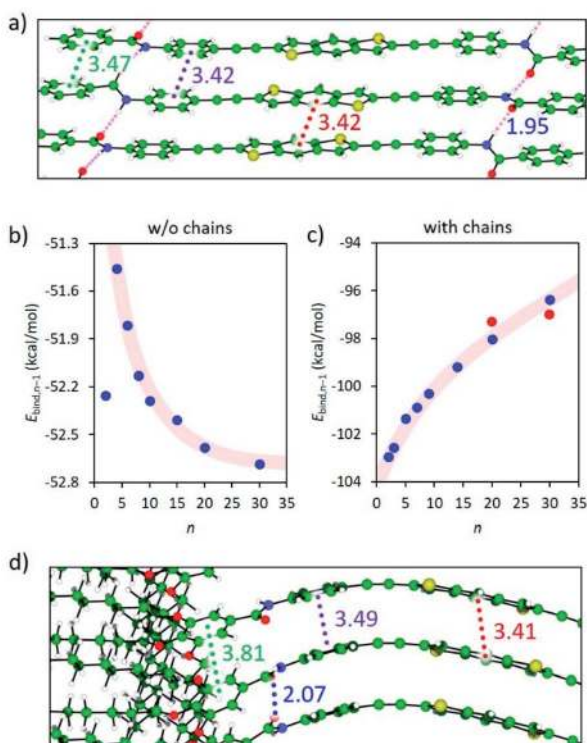 a)
3.47
3.42
3.42
1.95
b)
w/o chains
-51.3
-51.6
-51.9
-52.2
-52.5
-52.8
E_bind,n−1 (kcal/mol)
0 5 10 15 20 25 30 35
n
c)
with chains
-94
-96
-98
-100
-102
-104
E_bind,n−1 (kcal/mol)
0 5 10 15 20 25 30 35
n
d)
3.81
3.49
3.41
2.07